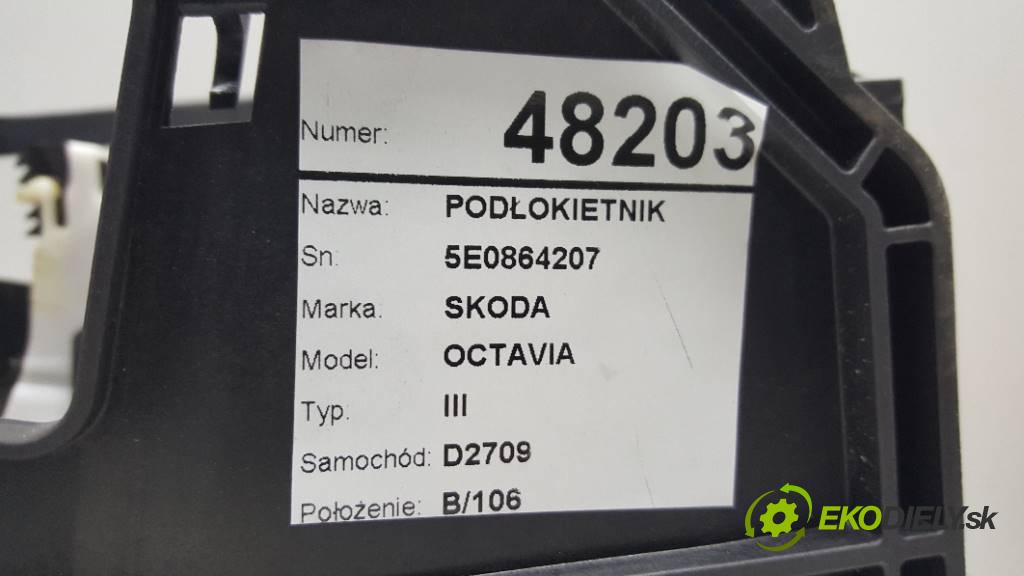 Numer: 48203
Nazwa: PODŁOKIETNIK
Sn: 5E0864207
Marka: SKODA
Model: OCTAVIA
Typ: III
Samochód: D2709
Położenie: B/106
EKODIELY.sk